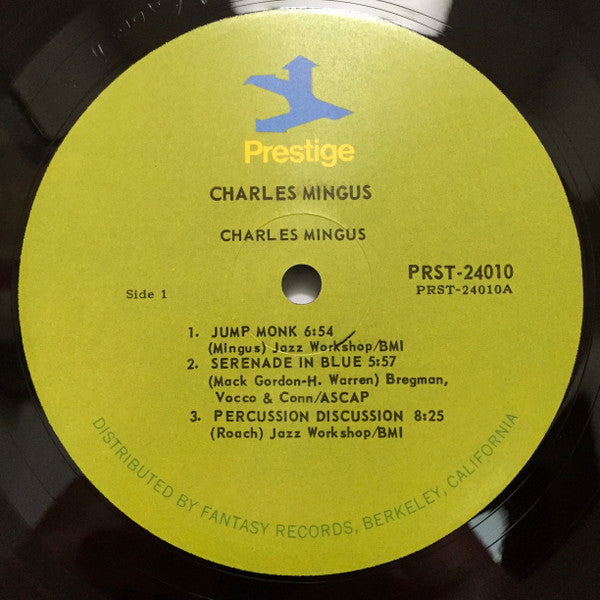 Prestige
CHARLES MINGUS
CHARLES MINGUS
PRST-24010
Side 1
PRST-24010A
1. JUMP MONK 6:54
(Mingus) Jazz Workshop/BMI
2. SERENADE IN BLUE 5:57
(Mack Gordon-H. Warren) Bregman,
Vocco & Conn/ASCAP
3. PERCUSSION DISCUSSION 8:25
(Roach) Jazz Workshop/BMI
DISTRIBUTED BY FANTASY RECORDS, BERKELEY, CALIFORNIA